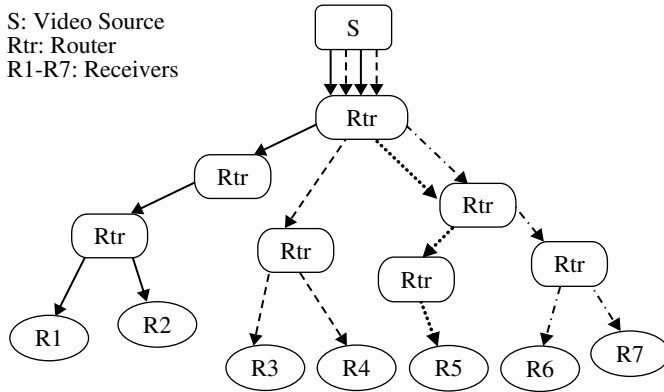 S: Video Source
Rtr: Router
R1-R7: Receivers
S
Rtr
Rtr
Rtr
Rtr
Rtr
Rtr
Rtr
R1
R2
R3
R4
R5
R6
R7